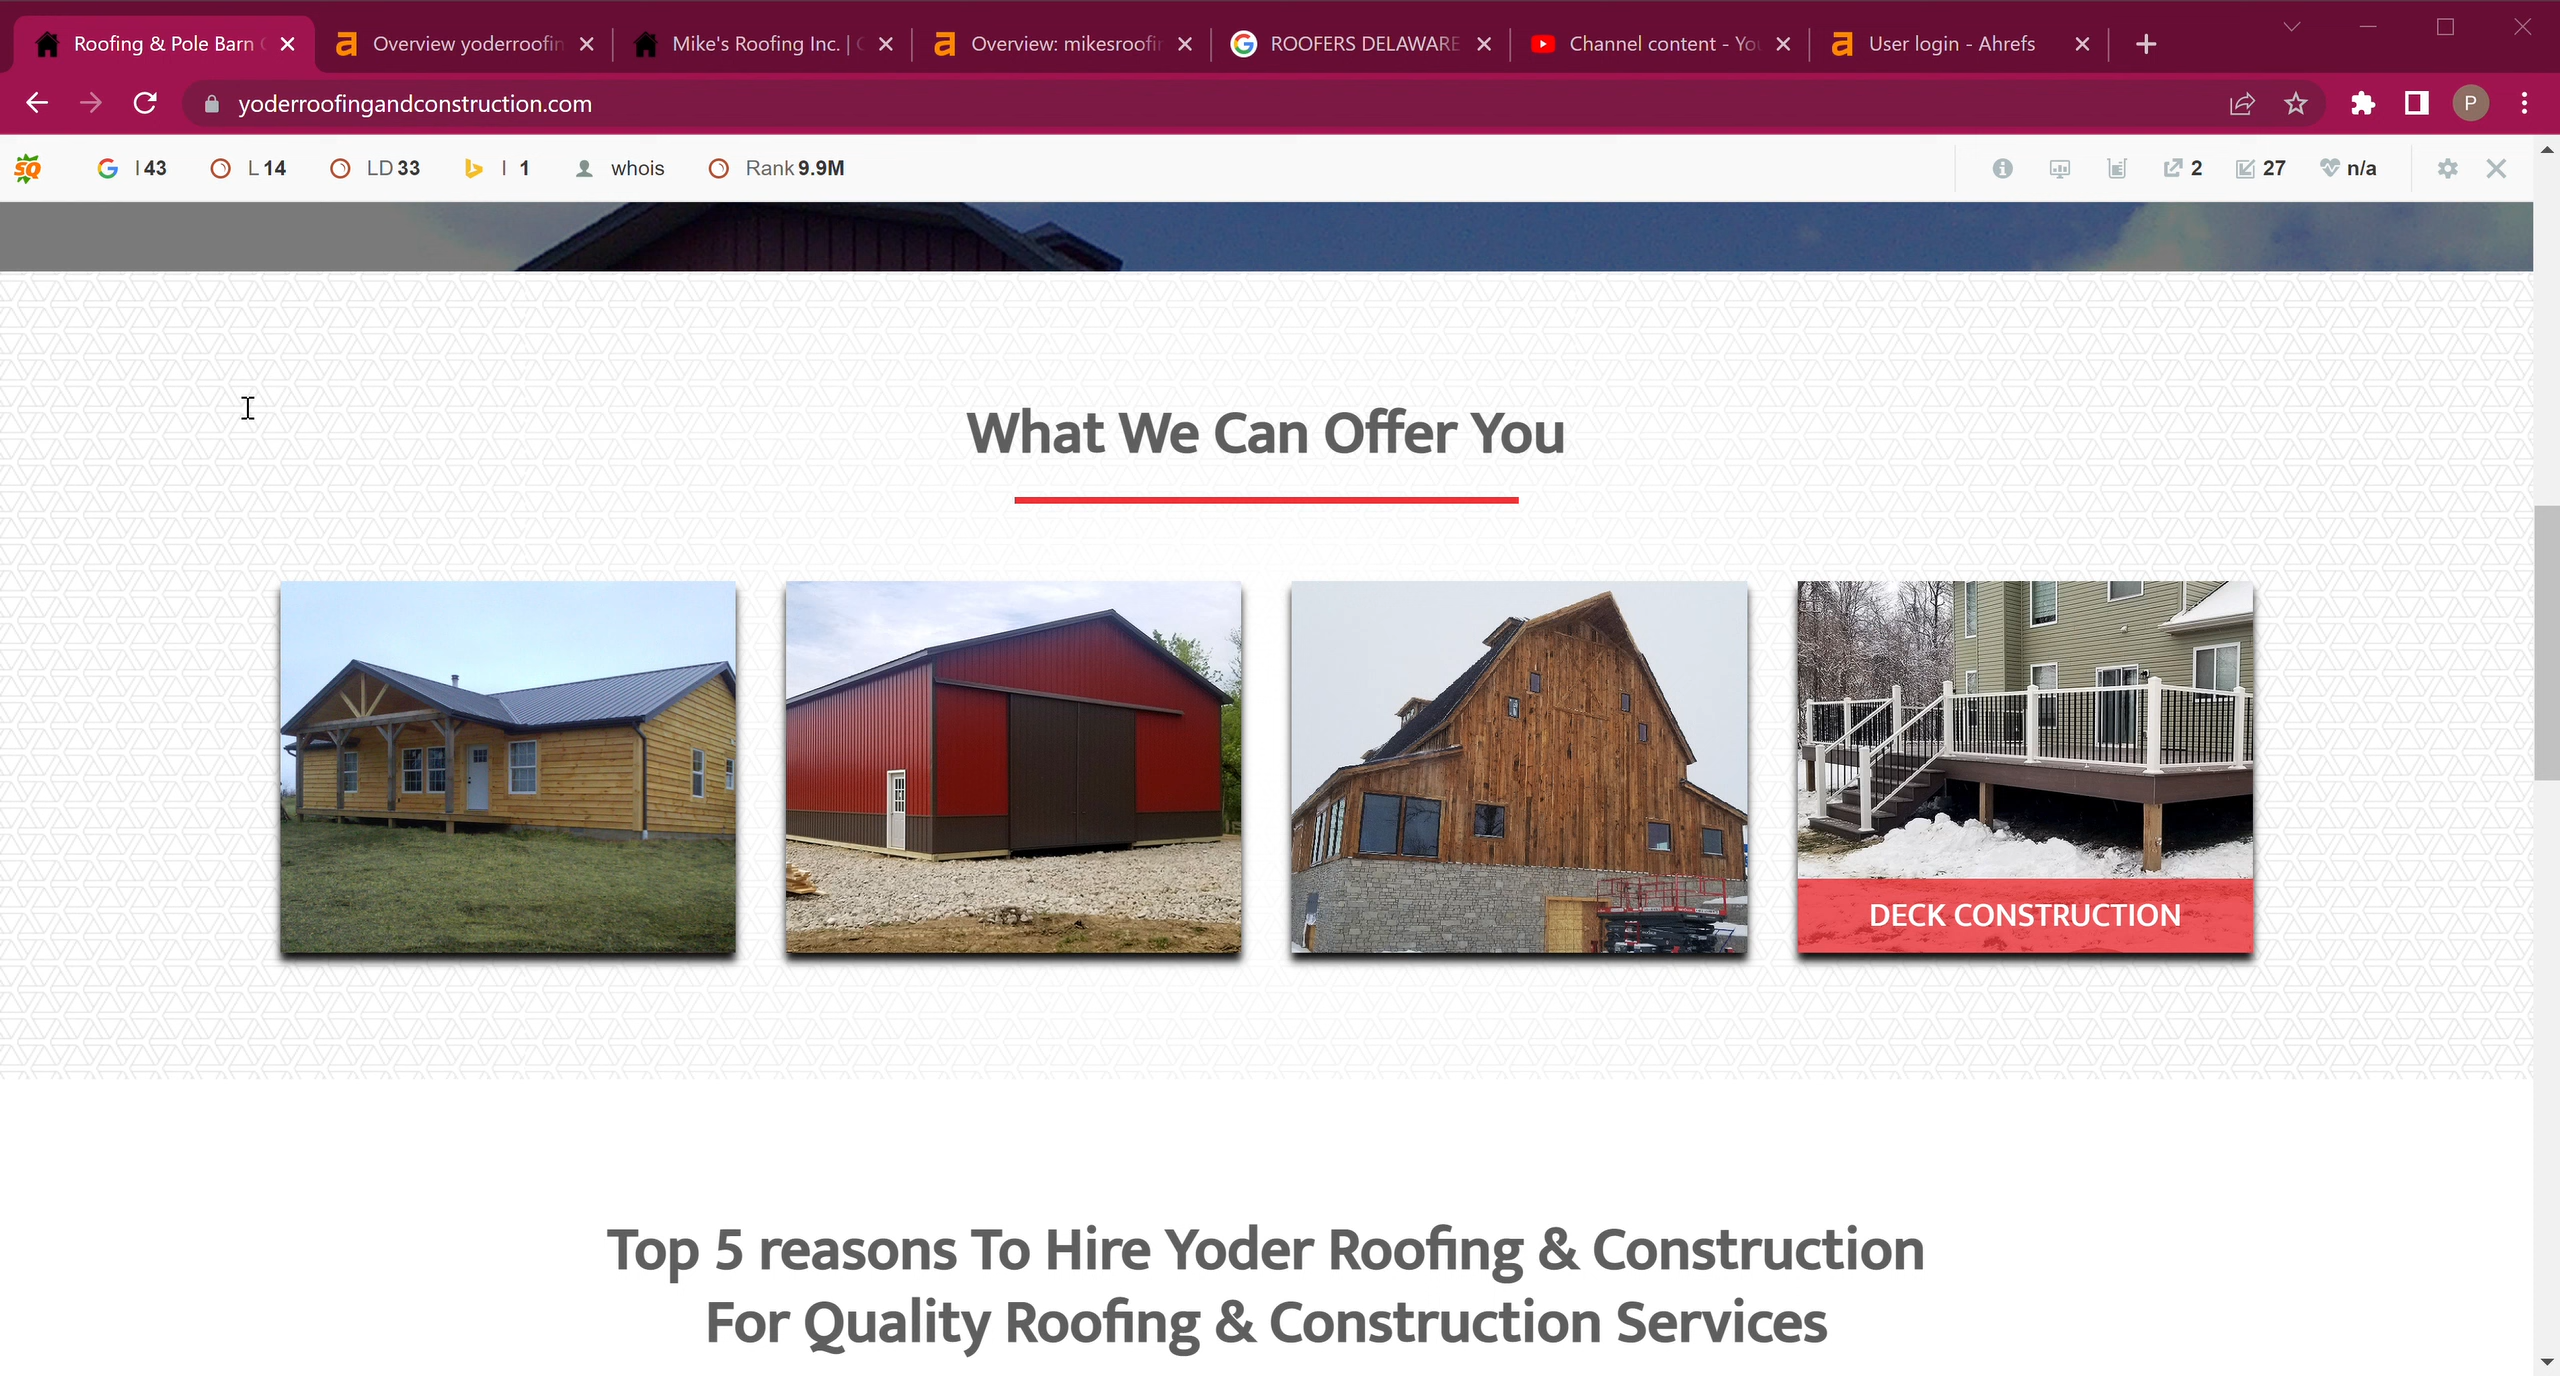 Roofing & Pole Barn
Overview yoderroofin
Mike's Roofing Inc. |
Overview: mikesroofi
ROOFERS DELAWARE
Channel content - Yo
User login - Ahrefs
yoderroofingandconstruction.com
P
SQ
I 43
L 14
LD 33
I 1
whois
Rank 9.9M
2
27
n/a
What We Can Offer You
DECK CONSTRUCTION
Top 5 reasons To Hire Yoder Roofing & Construction
For Quality Roofing & Construction Services